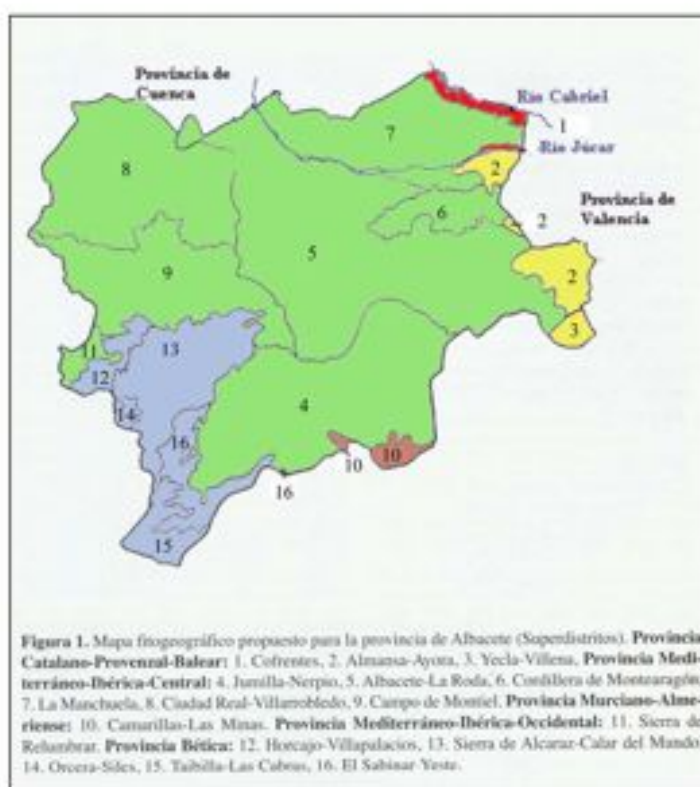 Provincia de
Cuenca
Río Cabriel
1
7
Río Júcar
2
8
Provincia de
Valencia
6
2
5
9
2
3
13
11
12
4
14
16
10
10
16
15
Figura 1. Mapa fitogeográfico propuesto para la provincia de Albacete (Superdistritos). Provincia
Catalano-Provenzal-Balear: 1. Cofrentes, 2. Almansa-Ayora, 3. Yecla-Villena. Provincia Medi-
terráneo-Ibérica-Central: 4. Jumilla-Nerpio, 5. Albacete-La Roda, 6. Cordillera de Montearagón,
7. La Manchuela, 8. Ciudad Real-Villarrobledo, 9. Campo de Montiel. Provincia Murciano-Alme-
riense: 10. Camarillas-Las Minas. Provincia Mediterráneo-Ibérica-Occidental: 11. Sierra de
Relumbrar. Provincia Bética: 12. Horcajo-Villapalacios, 13. Sierra de Alcaraz-Calar del Mundo,
14. Orcera-Siles, 15. Taibilla-Las Cabras, 16. El Sabinar-Yeste.